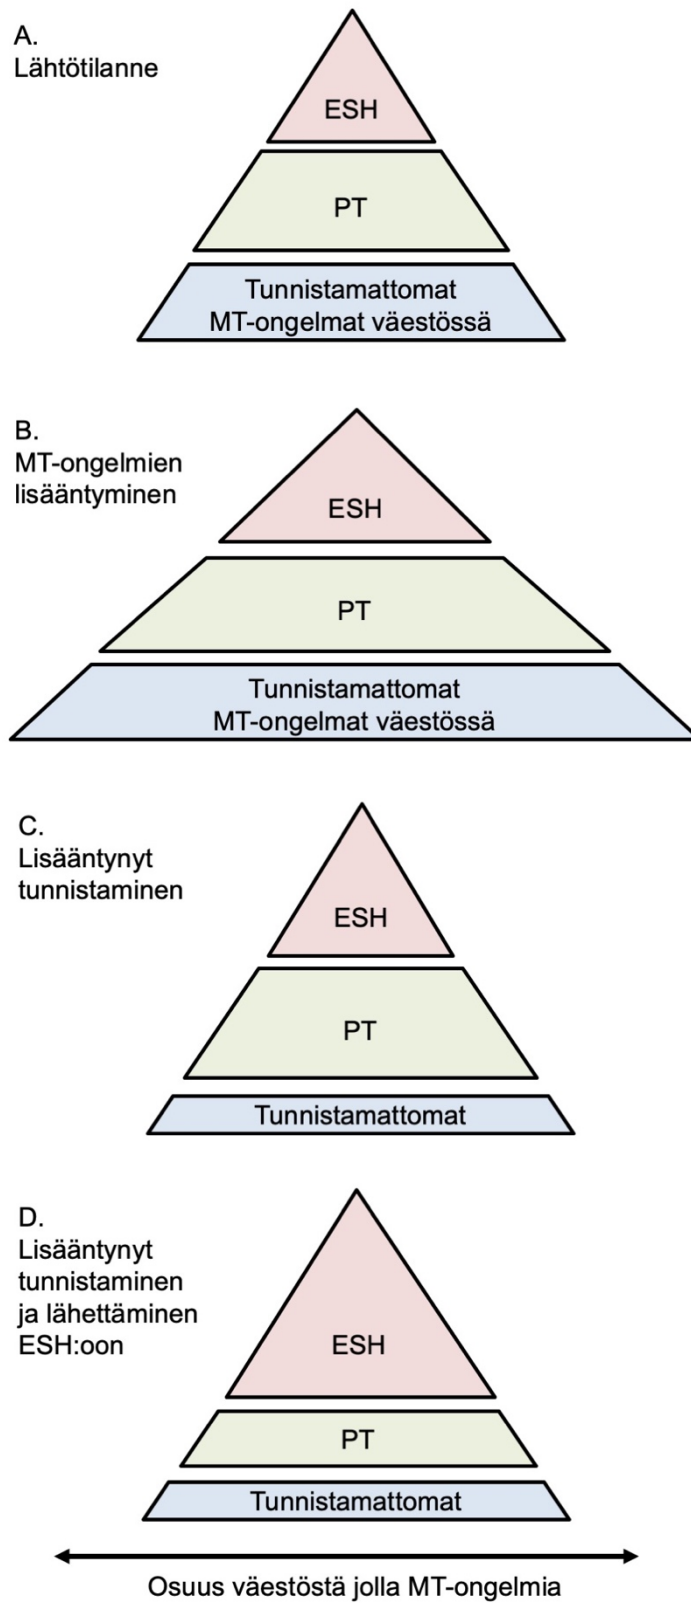 A.
Lähtötilanne
ESH
PT
Tunnistamattomat
MT-ongelmat väestössä
B.
MT-ongelmien
lisääntyminen
ESH
PT
Tunnistamattomat
MT-ongelmat väestössä
C.
Lisääntynyt
tunnistaminen
ESH
PT
Tunnistamattomat
D.
Lisääntynyt
tunnistaminen
ja lähettäminen
ESH:oon
ESH
PT
Tunnistamattomat
Osuus väestöstä jolla MT-ongelmia